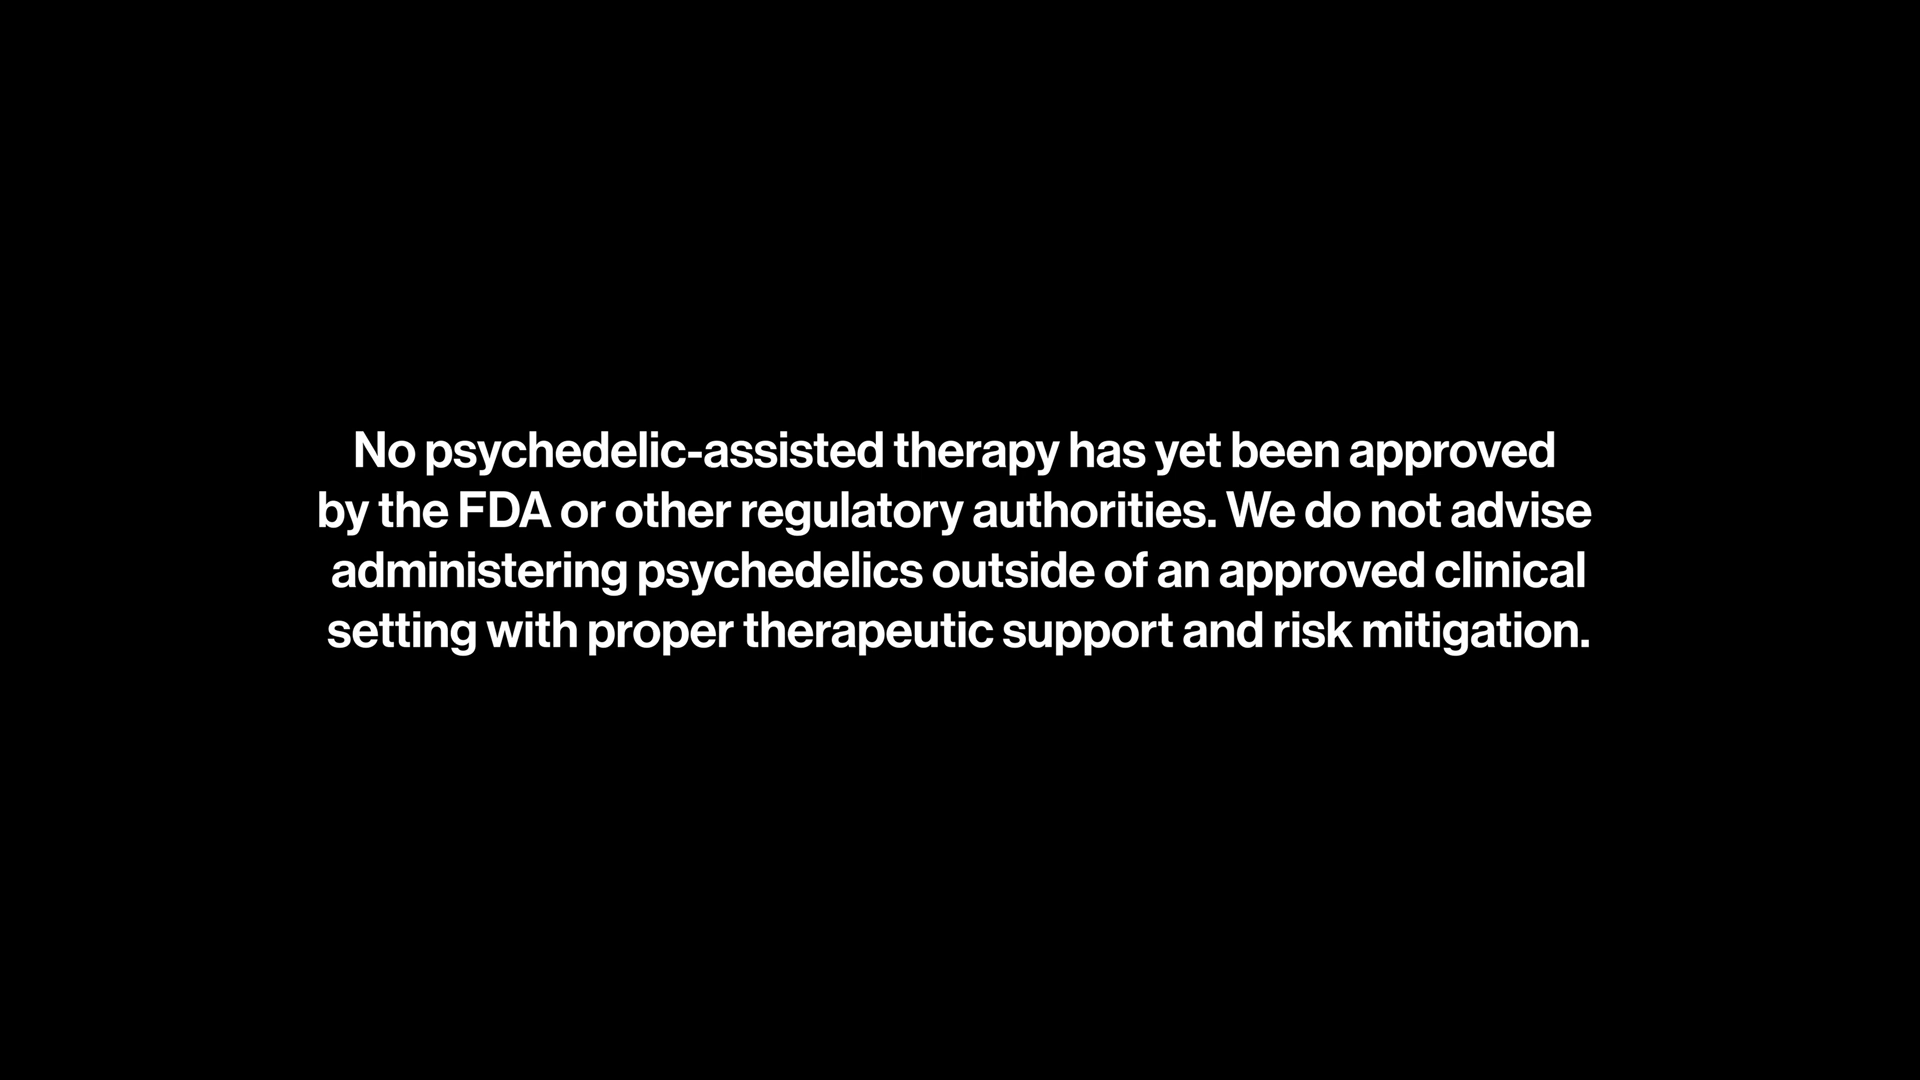 No psychedelic-assisted therapy has yet been approved
by the FDA or other regulatory authorities. We do not advise
administering psychedelics outside of an approved clinical
setting with proper therapeutic support and risk mitigation.